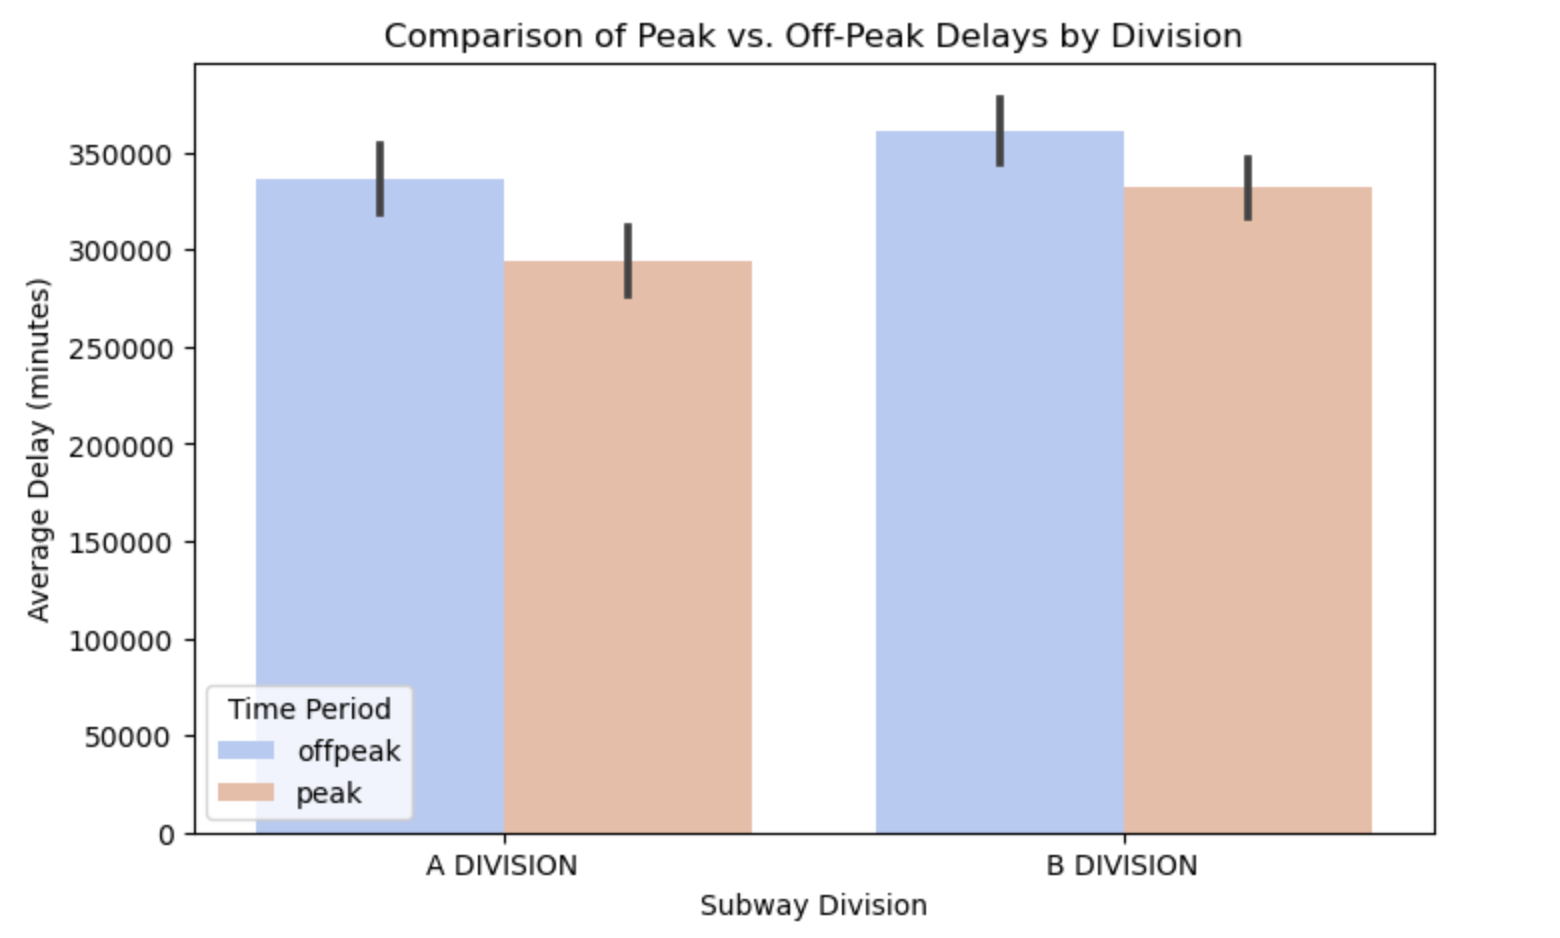 Comparison of Peak vs. Off-Peak Delays by Division
Average Delay (minutes)
350000
300000
250000
200000
150000
100000
50000
0
Time Period
offpeak
peak
A DIVISION
B DIVISION
Subway Division